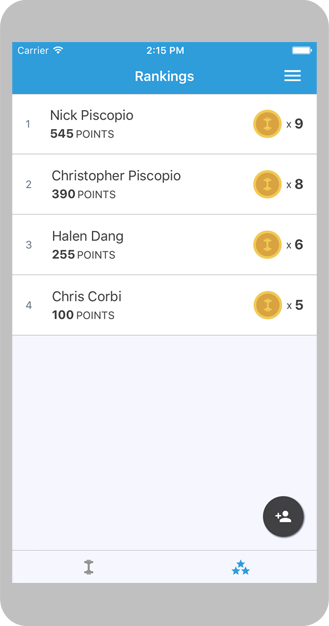 Carrier 2:15 PM
Rankings
1 Nick Piscopio
545 POINTS
x 9
2 Christopher Piscopio
390 POINTS
x 8
3 Halen Dang
255 POINTS
x 6
4 Chris Corbi
100 POINTS
x 5